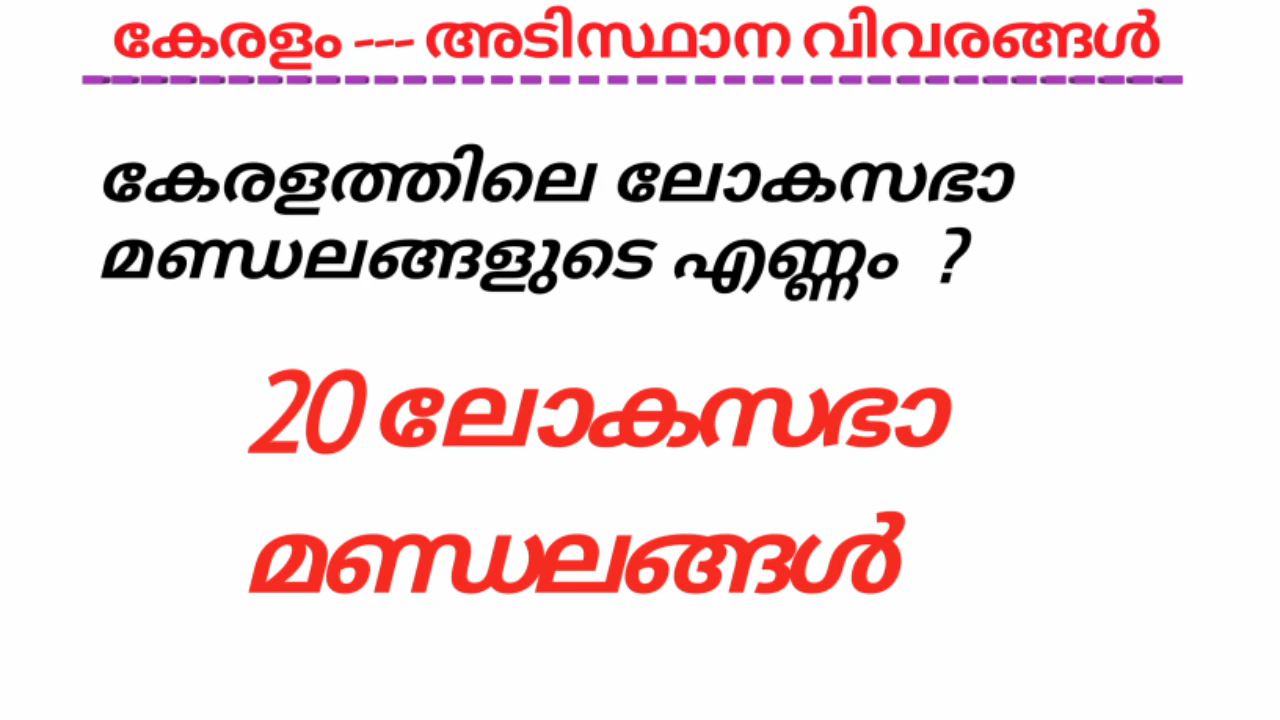 കേരളം --- അടിസ്ഥാന വിവരങ്ങൾ
കേരളത്തിലെ ലോകസഭാ
മണ്ഡലങ്ങളുടെ എണ്ണം ?
20 ലോകസഭാ
മണ്ഡലങ്ങൾ